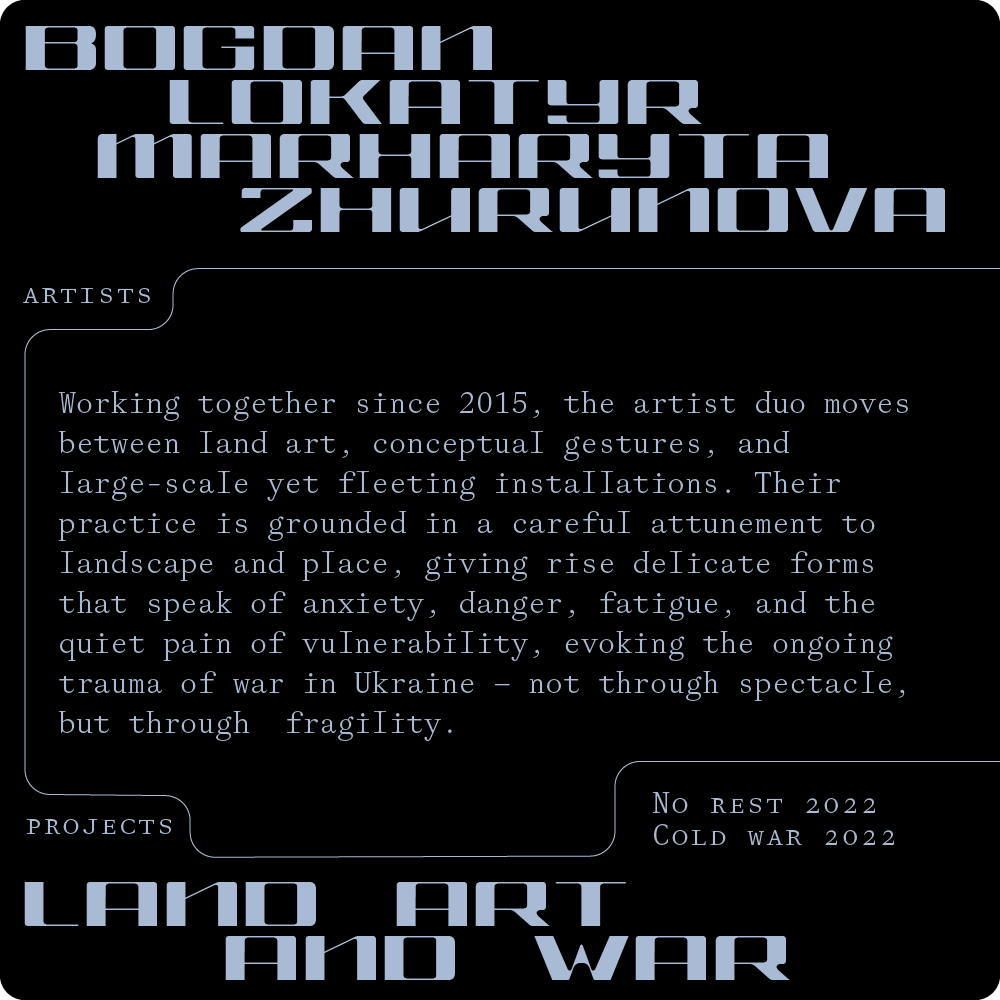 BOGDAN
LOKATYR
MARHARYTA
ZHURUNOVA
ARTISTS
Working together since 2015, the artist duo moves
between land art, conceptual gestures, and
large-scale yet fleeting installations. Their
practice is grounded in a careful attunement to
landscape and place, giving rise delicate forms
that speak of anxiety, danger, fatigue, and the
quiet pain of vulnerability, evoking the ongoing
trauma of war in Ukraine – not through spectacle,
but through  fragility.
PROJECTS
No rest 2022
Cold war 2022
LAND ART
AND WAR